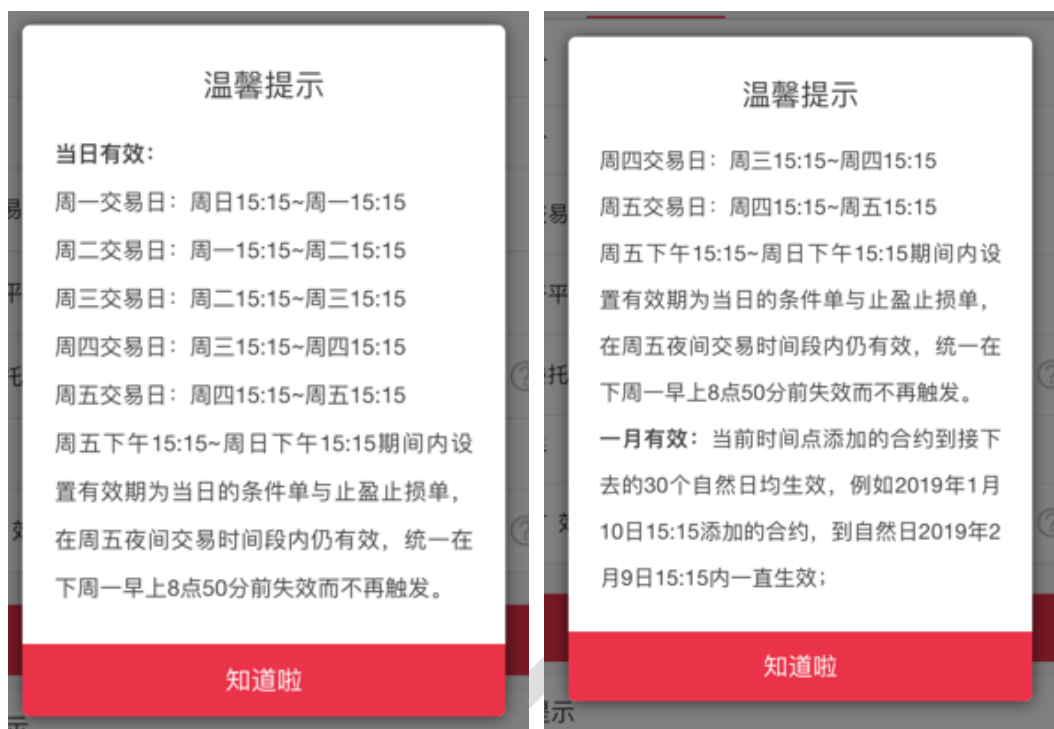 温馨提示
当日有效：
周一交易日：周日15:15~周一15:15
周二交易日：周一15:15~周二15:15
周三交易日：周二15:15~周三15:15
周四交易日：周三15:15~周四15:15
周五交易日：周四15:15~周五15:15
周五下午15:15~周日下午15:15期间内设
置有效期为当日的条件单与止盈止损单，
在周五夜间交易时间段内仍有效，统一在
下周一早上8点50分前失效而不再触发。
知道啦
示
温馨提示
周四交易日：周三15:15~周四15:15
周五交易日：周四15:15~周五15:15
周五下午15:15~周日下午15:15期间内设
置有效期为当日的条件单与止盈止损单，
在周五夜间交易时间段内仍有效，统一在
下周一早上8点50分前失效而不再触发。
一月有效：当前时间点添加的合约到接下
去的30个自然日均生效，例如2019年1月
10日15:15添加的合约，到自然日2019年2
月9日15:15内一直生效；
知道啦
提示